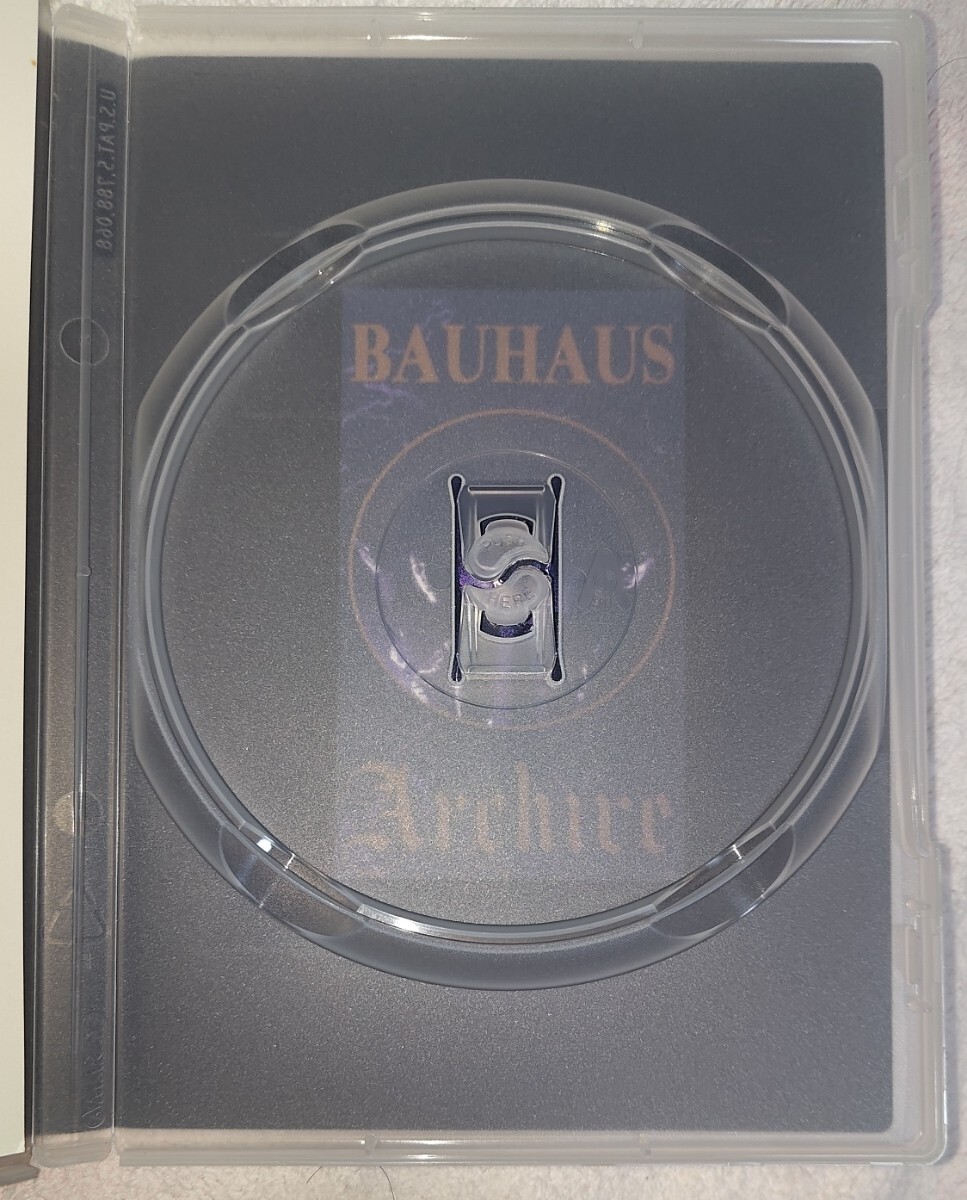 U.S.PAT.5,788,068
BAUHAUS
PUSH
HERE
Archive